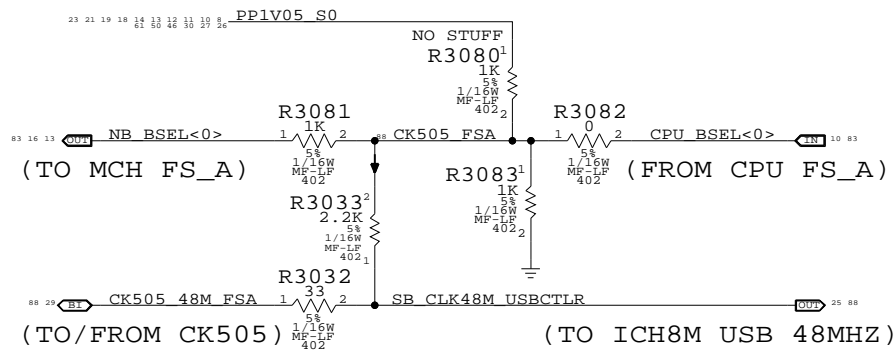 23 21 19 18 14 13 12 11 10 8 PP1V05_S0
61 50 46 30 27 26
NO STUFF
R3080 1
1K
5%
1/16W
MF-LF
402 2
R3081
1K
1 2
5%
1/16W
MF-LF
402
R3082
0
1 2
5%
1/16W
MF-LF
402
83 16 13 OUT NB_BSEL<0>
88 CK505_FSA
CPU_BSEL<0> IN 10 83
(TO MCH FS_A)
(FROM CPU FS_A)
R3083 1
1K
5%
1/16W
MF-LF
402 2
R3033 2
2.2K
5%
1/16W
MF-LF
402 1
R3032
33
1 2
5%
1/16W
MF-LF
402
88 29 BI CK505_48M_FSA
SB_CLK48M_USBCTLR OUT 25 88
(TO/FROM CK505)
(TO ICH8M USB 48MHZ)